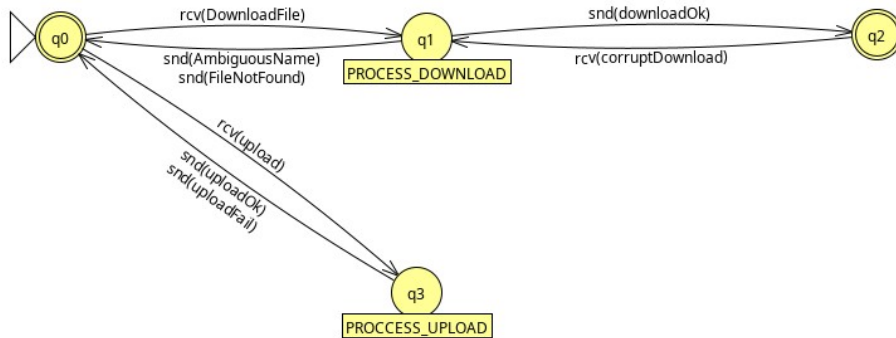 rcv(DownloadFile)
snd(downloadOk)
q0
q1
q2
snd(AmbiguousName)
snd(FileNotFound)
rcv(corruptDownload)
PROCESS_DOWNLOAD
rcv(upload)
snd(uploadOk)
snd(uploadFail)
q3
PROCCESS_UPLOAD